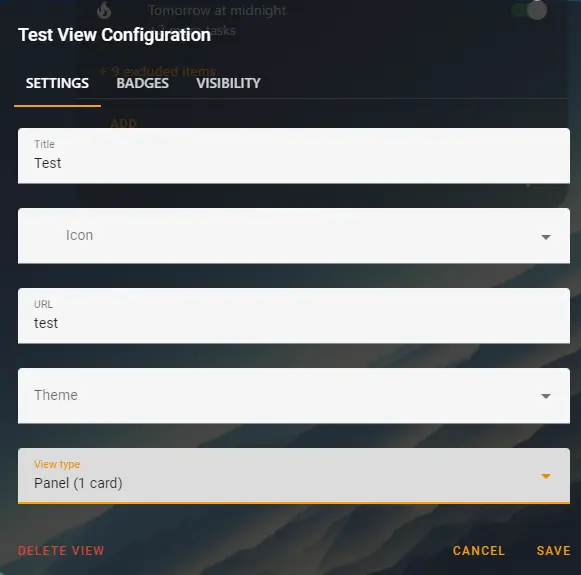 Tomorrow at midnight
Test View Configuration
tasks
+ 9 excluded items
SETTINGS
BADGES
VISIBILITY
ADD
Title
Test
Icon
URL
test
Theme
View type
Panel (1 card)
DELETE VIEW
CANCEL
SAVE